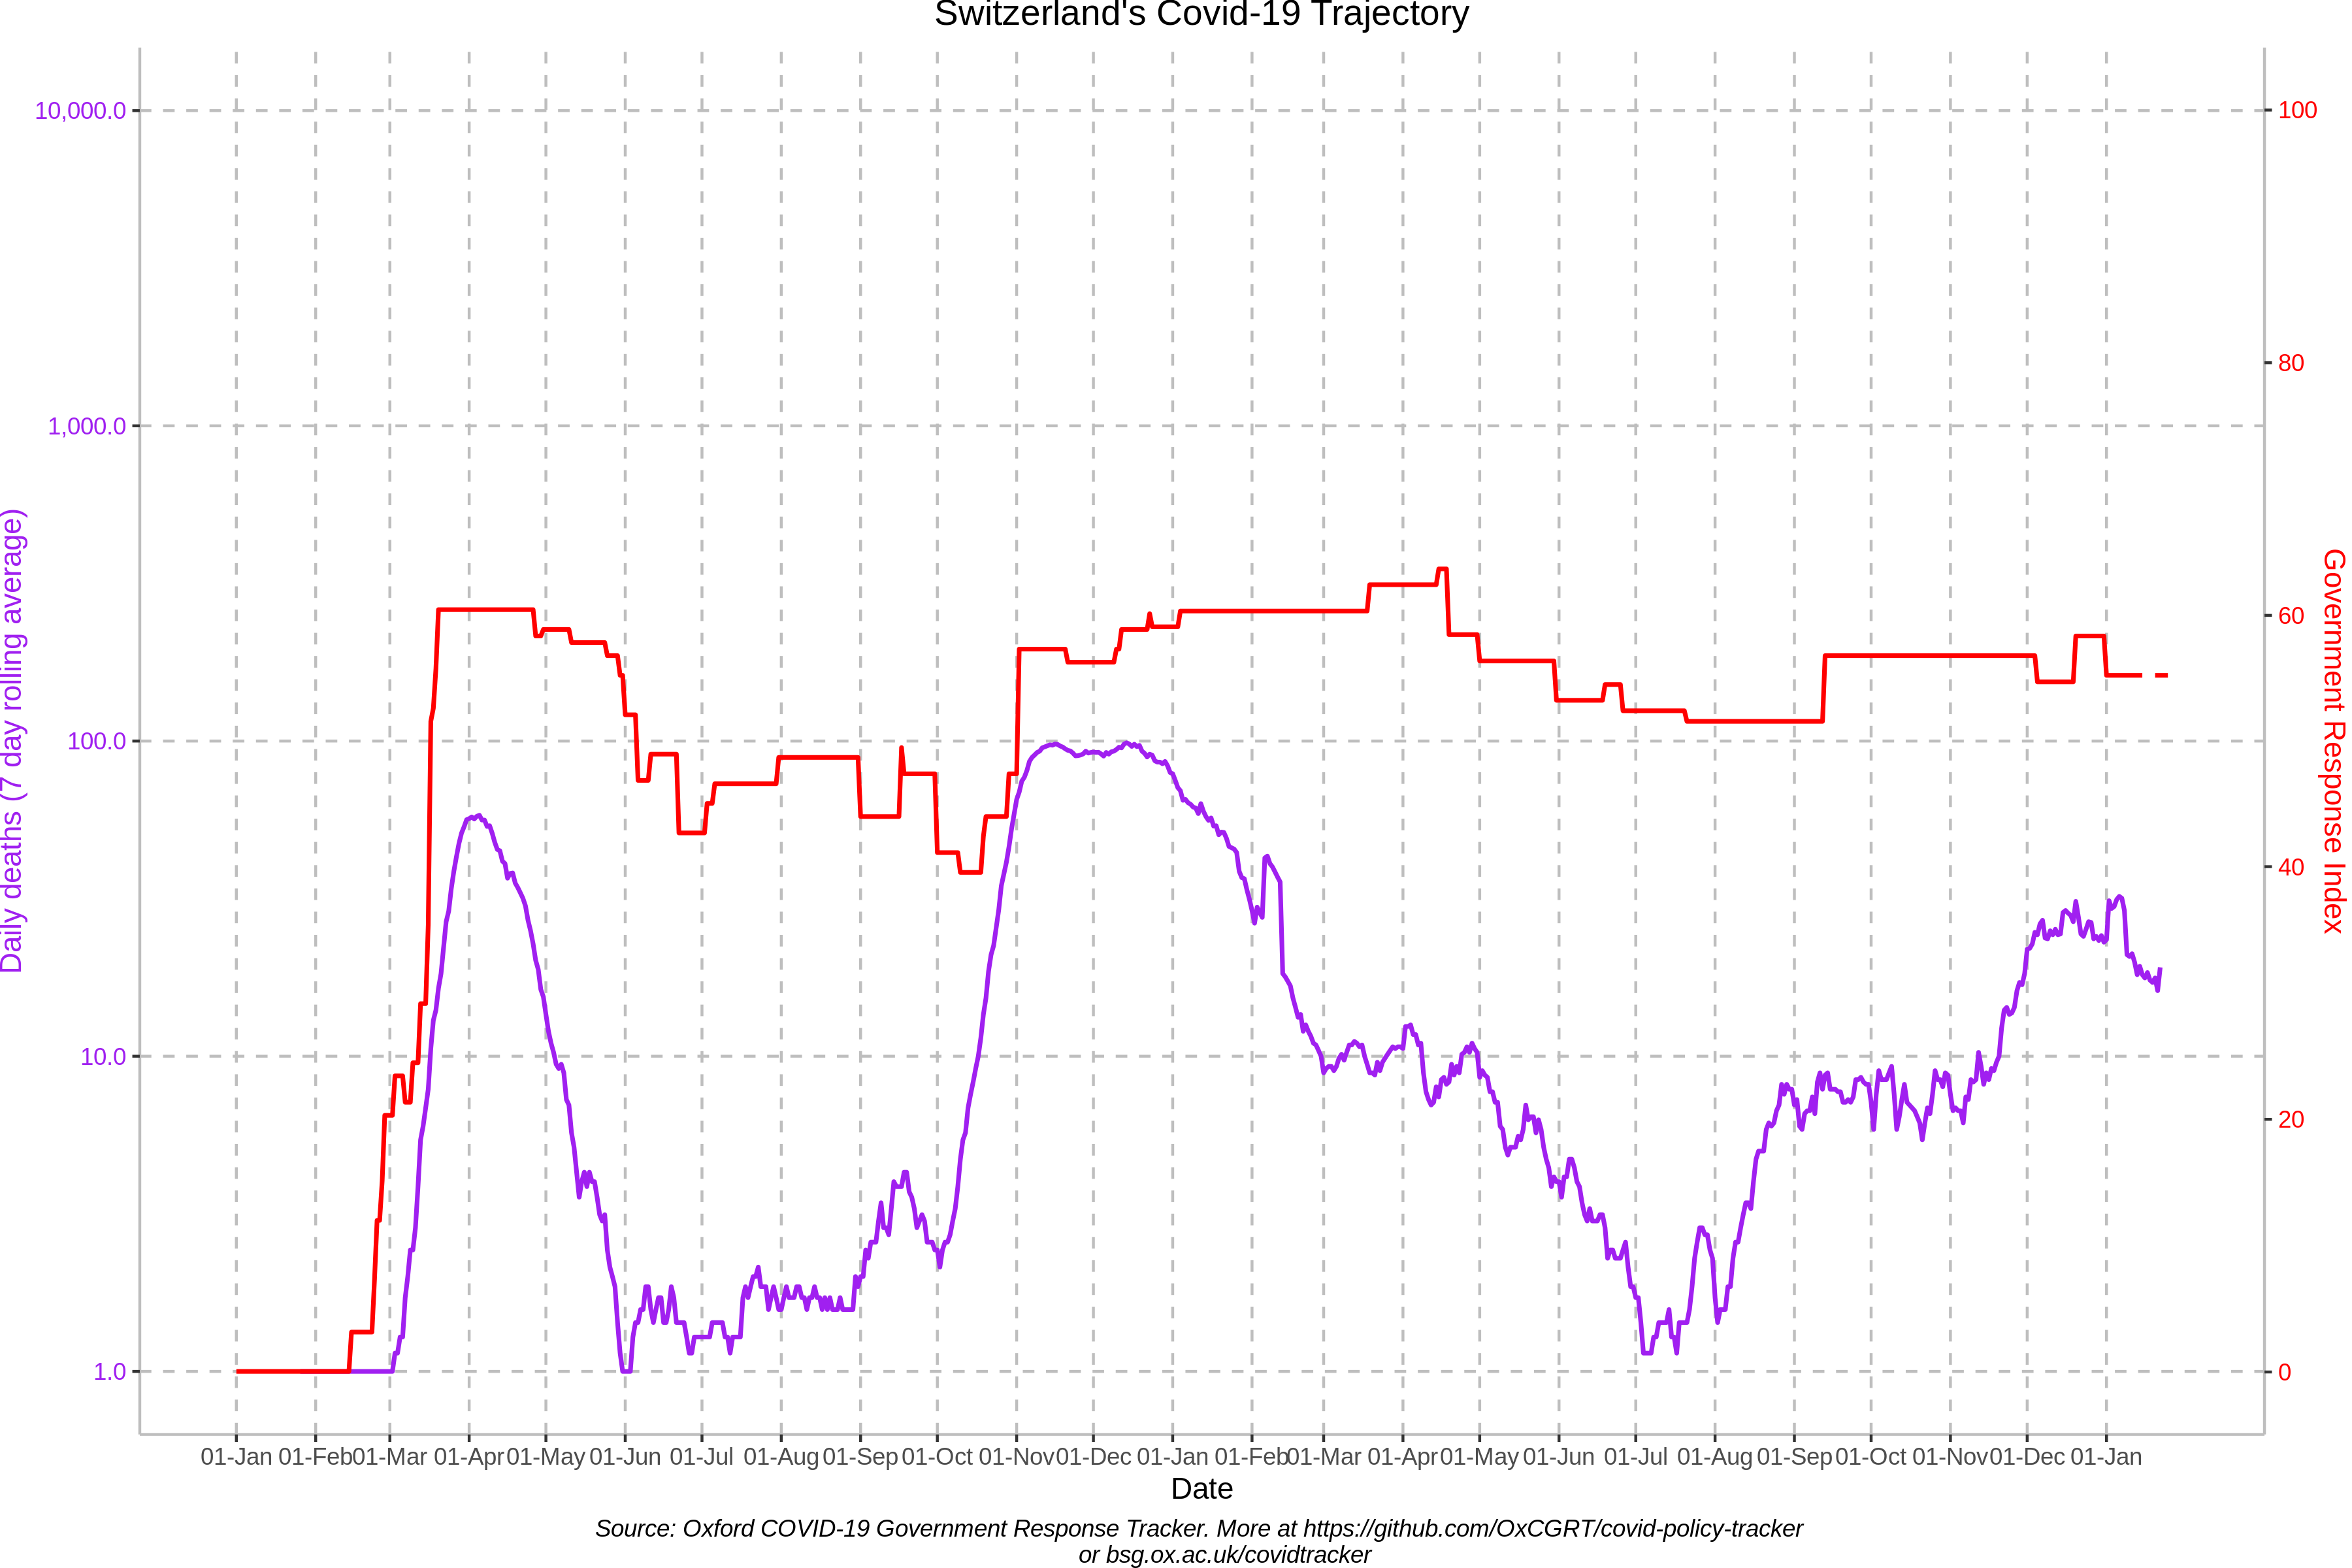 Switzerland's Covid-19 Trajectory
10,000.0
1,000.0
100.0
10.0
1.0
Daily deaths (7 day rolling average)
100
80
60
40
20
0
Government Response Index
01-Jan 01-Feb 01-Mar 01-Apr 01-May 01-Jun 01-Jul 01-Aug 01-Sep 01-Oct 01-Nov 01-Dec 01-Jan 01-Feb 01-Mar 01-Apr 01-May 01-Jun 01-Jul 01-Aug 01-Sep 01-Oct 01-Nov 01-Dec 01-Jan
Date
Source: Oxford COVID-19 Government Response Tracker. More at https://github.com/OxCGRT/covid-policy-tracker
or bsg.ox.ac.uk/covidtracker